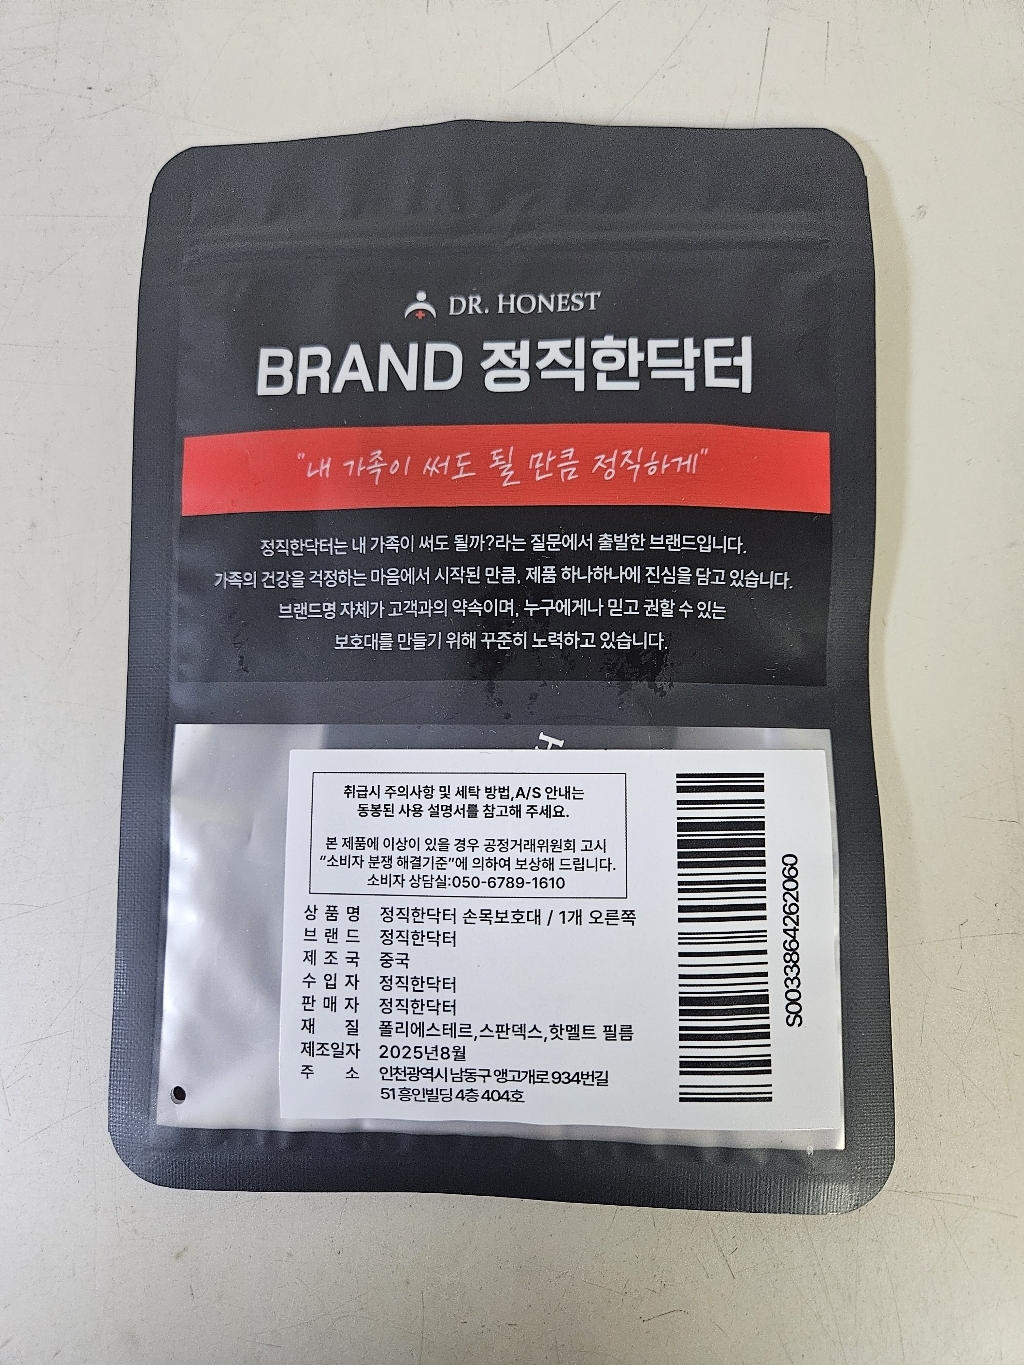 DR. HONEST
BRAND 정직한닥터
"내 가족이 써도 될 만큼 정직하게"
정직한닥터는 내 가족이 써도 될까?라는 질문에서 출발한 브랜드입니다.
가족의 건강을 걱정하는 마음에서 시작된 만큼, 제품 하나하나에 진심을 담고 있습니다.
브랜드명 자체가 고객과의 약속이며, 누구에게나 믿고 권할 수 있는
보호대를 만들기 위해 꾸준히 노력하고 있습니다.
취급시 주의사항 및 세탁 방법,A/S 안내는
동봉된 사용 설명서를 참고해 주세요.
본 제품에 이상이 있을 경우 공정거래위원회 고시
"소비자 분쟁 해결기준"에 의하여 보상해 드립니다.
소비자 상담실:050-6789-1610
상품명 정직한닥터 손목보호대 / 1개 오른쪽
브랜드 정직한닥터
제조국 중국
수입자 정직한닥터
판매자 정직한닥터
재질 폴리에스테르,스판덱스,핫멜트 필름
제조일자 2025년8월
주소 인천광역시 남동구 앵고개로 934번길
51 흥인빌딩 4층 404호
S0033864262060